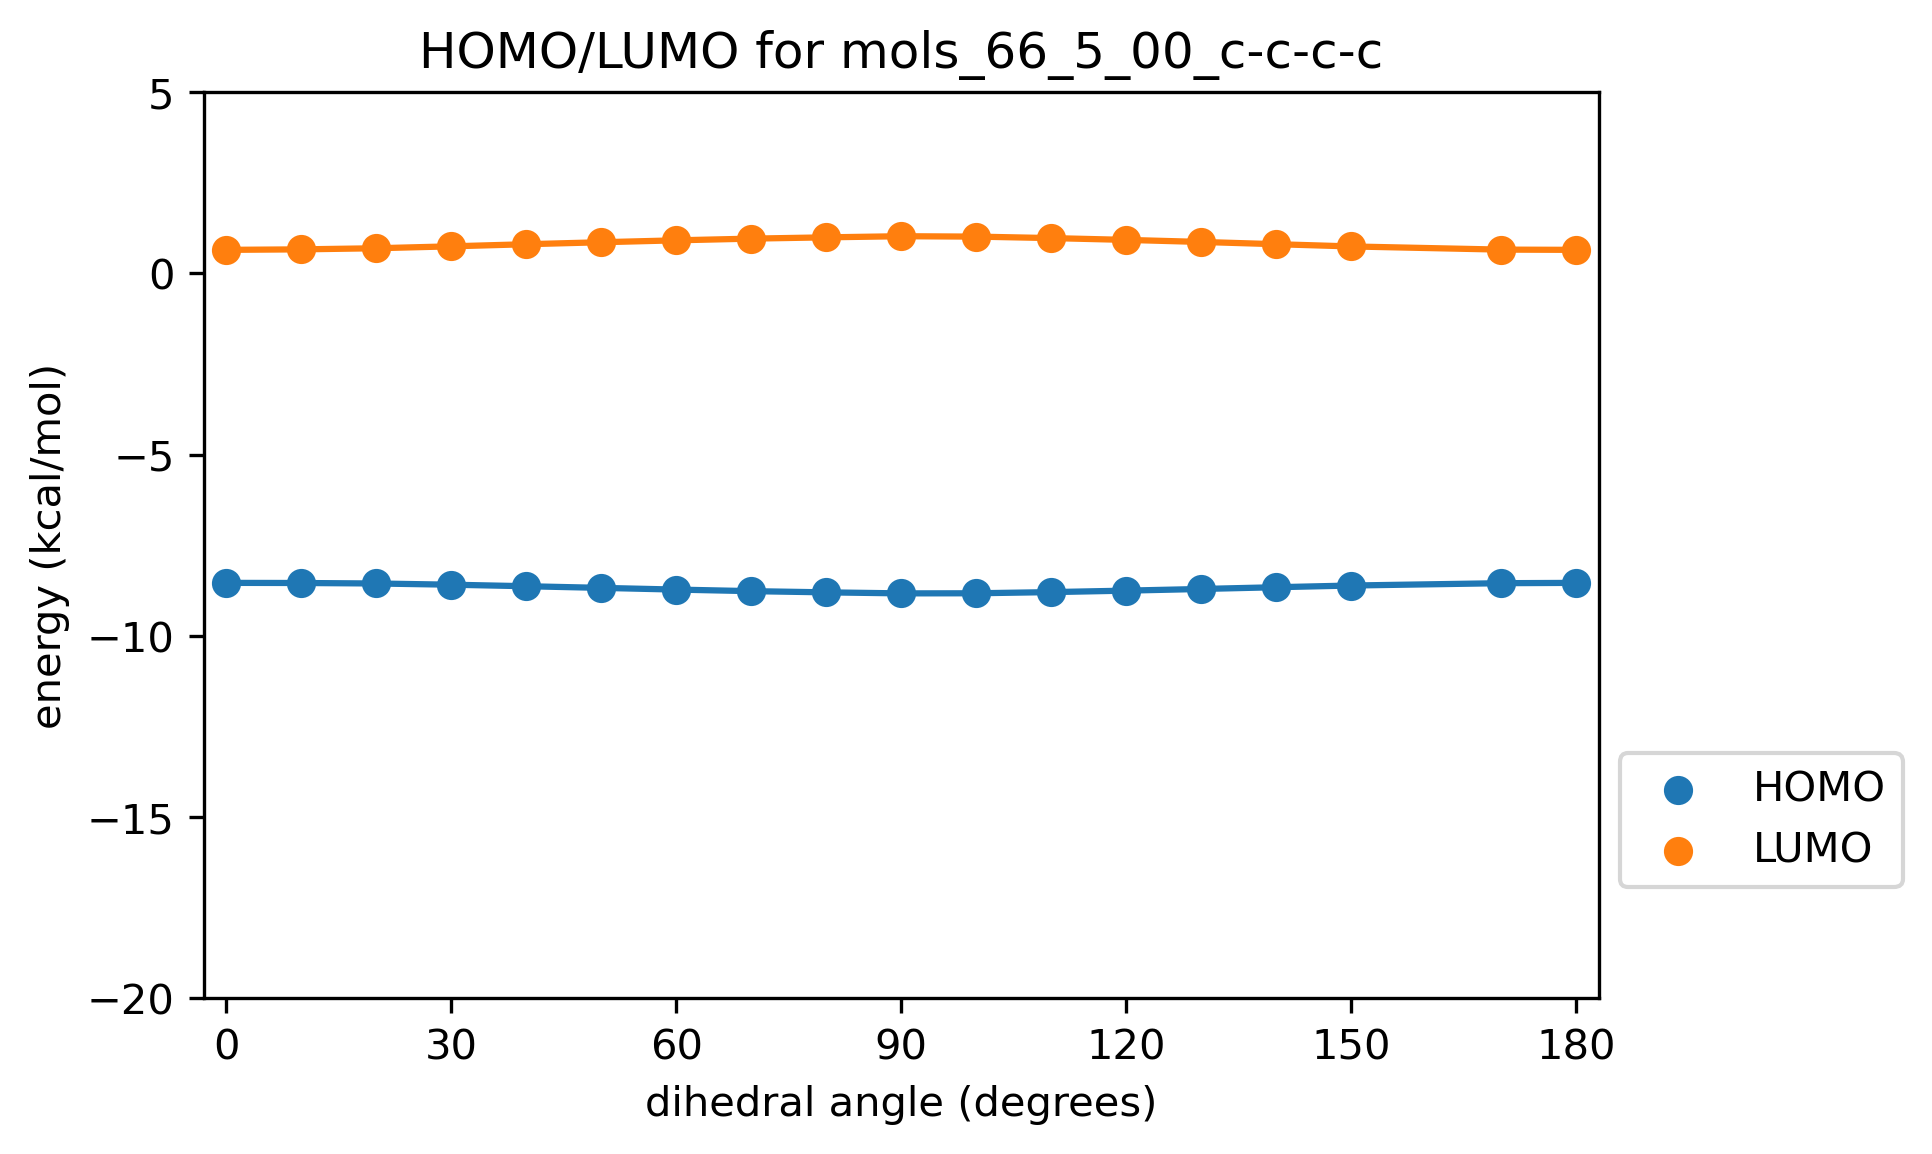 HOMO/LUMO for mols_66_5_00_c-c-c-c
5
0
−5
−10
−15
−20
energy (kcal/mol)
0 30 60 90 120 150 180
dihedral angle (degrees)
HOMO
LUMO